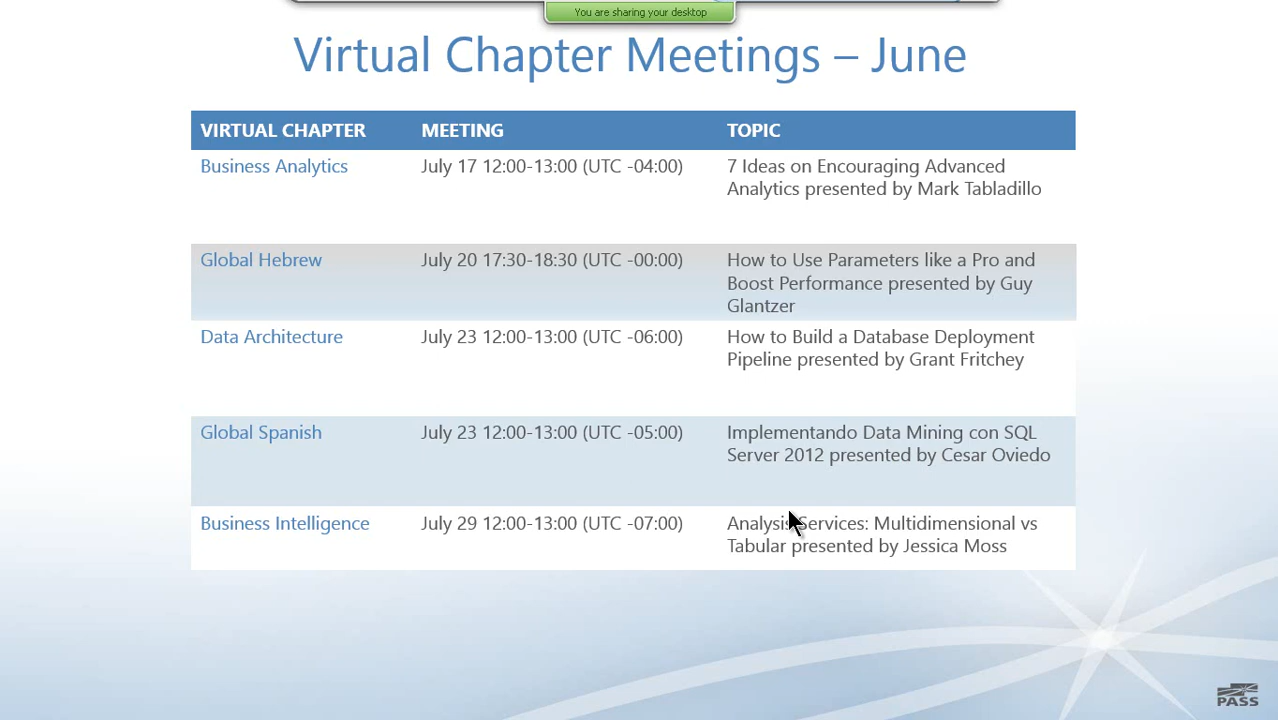 You are sharing your desktop
Virtual Chapter Meetings – June
VIRTUAL CHAPTER MEETING TOPIC
Business Analytics July 17 12:00-13:00 (UTC -04:00) 7 Ideas on Encouraging Advanced
Analytics presented by Mark Tabladillo
Global Hebrew July 20 17:30-18:30 (UTC -00:00) How to Use Parameters like a Pro and
Boost Performance presented by Guy
Glantzer
Data Architecture July 23 12:00-13:00 (UTC -06:00) How to Build a Database Deployment
Pipeline presented by Grant Fritchey
Global Spanish July 23 12:00-13:00 (UTC -05:00) Implementando Data Mining con SQL
Server 2012 presented by Cesar Oviedo
Business Intelligence July 29 12:00-13:00 (UTC -07:00) Analysis Services: Multidimensional vs
Tabular presented by Jessica Moss
PASS